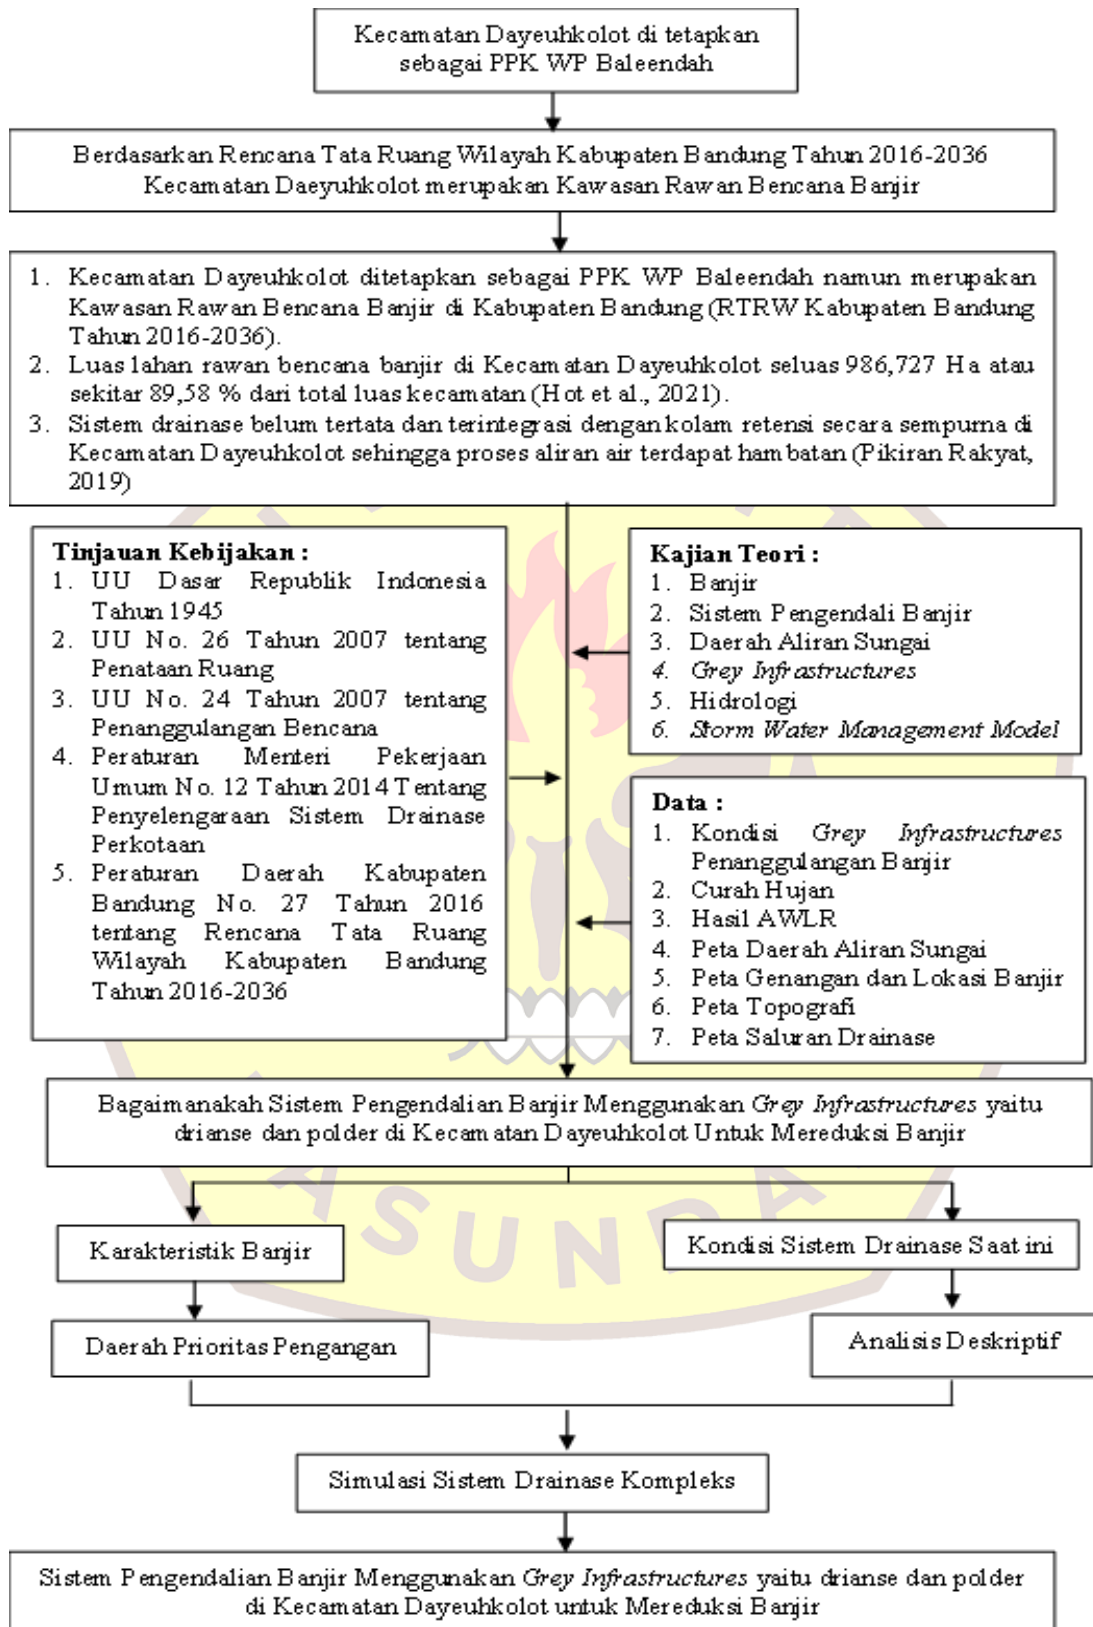 Kecamatan Dayeuhkolot di tetapkan
sebagai PPK WP Baleendah
Berdasarkan Rencana Tata Ruang Wilayah Kabupaten Bandung Tahun 2016-2036
Kecamatan Daeyuhkolot merupakan Kawasan Rawan Bencana Banjir
1. Kecamatan Dayeuhkolot ditetapkan sebagai PPK WP Baleendah namun merupakan
Kawasan Rawan Bencana Banjir di Kabupaten Bandung (RTRW Kabupaten Bandung
Tahun 2016-2036).
2. Luas lahan rawan bencana banjir di Kecamatan Dayeuhkolot seluas 986,727 Ha atau
sekitar 89,58 % dari total luas kecamatan (Hot et al., 2021).
3. Sistem drainase belum tertata dan terintegrasi dengan kolam retensi secara sempurna di
Kecamatan Dayeuhkolot sehingga proses aliran air terdapat hambatan (Pikiran Rakyat,
2019)
Tinjauan Kebijakan :
1. UU Dasar Republik Indonesia
Tahun 1945
2. UU No. 26 Tahun 2007 tentang
Penataan Ruang
3. UU No. 24 Tahun 2007 tentang
Penanggulangan Bencana
4. Peraturan Menteri Pekerjaan
Umum No. 12 Tahun 2014 Tentang
Penyelengaraan Sistem Drainase
Perkotaan
5. Peraturan Daerah Kabupaten
Bandung No. 27 Tahun 2016
tentang Rencana Tata Ruang
Wilayah Kabupaten Bandung
Tahun 2016-2036
Kajian Teori :
1. Banjir
2. Sistem Pengendali Banjir
3. Daerah Aliran Sungai
4. Grey Infrastructures
5. Hidrologi
6. Storm Water Management Model
Data :
1. Kondisi Grey Infrastructures
Penanggulangan Banjir
2. Curah Hujan
3. Hasil AWLR
4. Peta Daerah Aliran Sungai
5. Peta Genangan dan Lokasi Banjir
6. Peta Topografi
7. Peta Saluran Drainase
Bagaimanakah Sistem Pengendalian Banjir Menggunakan Grey Infrastructures yaitu
drianse dan polder di Kecamatan Dayeuhkolot Untuk Mereduksi Banjir
Karakteristik Banjir
Kondisi Sistem Drainase Saat ini
Daerah Prioritas Pengangan
Analisis Deskriptif
Simulasi Sistem Drainase Kompleks
Sistem Pengendalian Banjir Menggunakan Grey Infrastructures yaitu drianse dan polder
di Kecamatan Dayeuhkolot untuk Mereduksi Banjir
ASUNDA